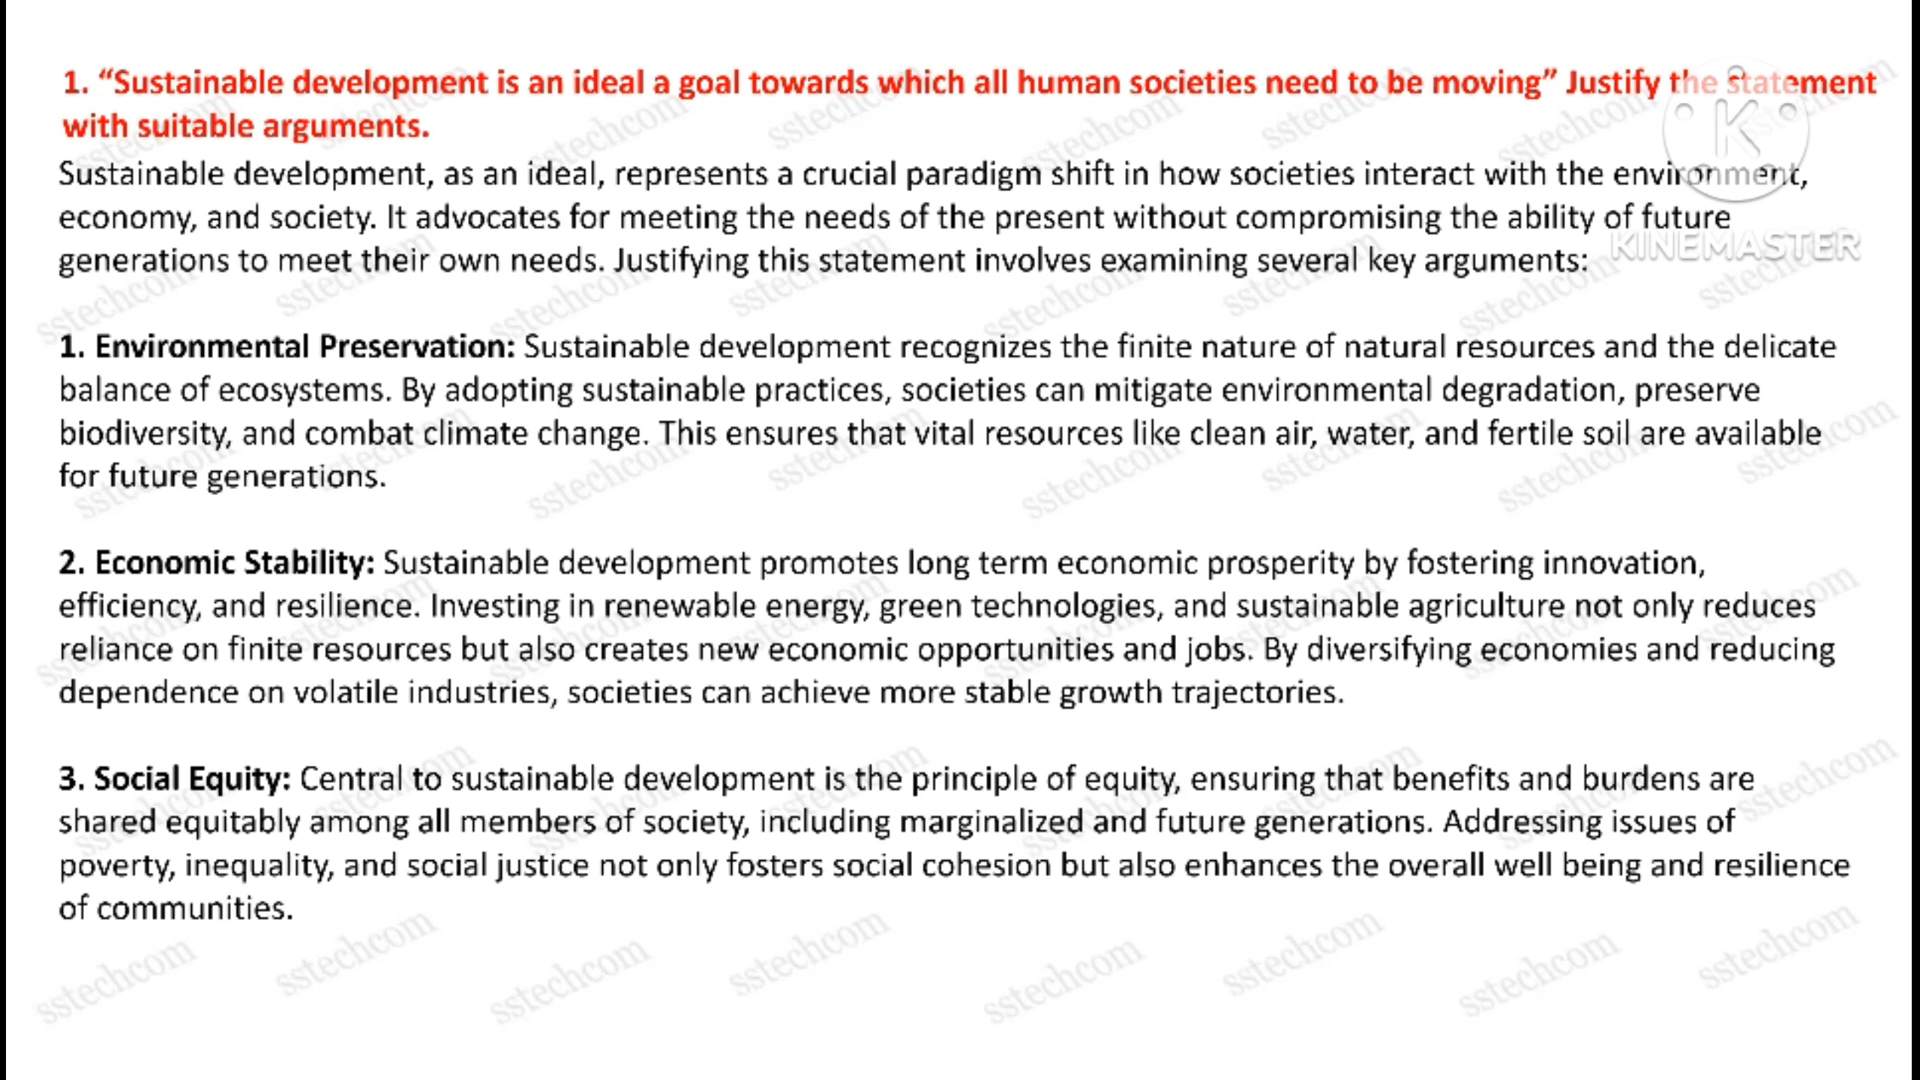 1. “Sustainable development is an ideal a goal towards which all human societies need to be moving” Justify the statement
with suitable arguments.
Sustainable development, as an ideal, represents a crucial paradigm shift in how societies interact with the environment,
economy, and society. It advocates for meeting the needs of the present without compromising the ability of future
generations to meet their own needs. Justifying this statement involves examining several key arguments:
K
KINEMASTER
1. Environmental Preservation: Sustainable development recognizes the finite nature of natural resources and the delicate
balance of ecosystems. By adopting sustainable practices, societies can mitigate environmental degradation, preserve
biodiversity, and combat climate change. This ensures that vital resources like clean air, water, and fertile soil are available
for future generations.
2. Economic Stability: Sustainable development promotes long term economic prosperity by fostering innovation,
efficiency, and resilience. Investing in renewable energy, green technologies, and sustainable agriculture not only reduces
reliance on finite resources but also creates new economic opportunities and jobs. By diversifying economies and reducing
dependence on volatile industries, societies can achieve more stable growth trajectories.
3. Social Equity: Central to sustainable development is the principle of equity, ensuring that benefits and burdens are
shared equitably among all members of society, including marginalized and future generations. Addressing issues of
poverty, inequality, and social justice not only fosters social cohesion but also enhances the overall well being and resilience
of communities.
sstechcom sstechcom sstechcom sstechcom sstechcom sstechcom sstechcom sstechcom